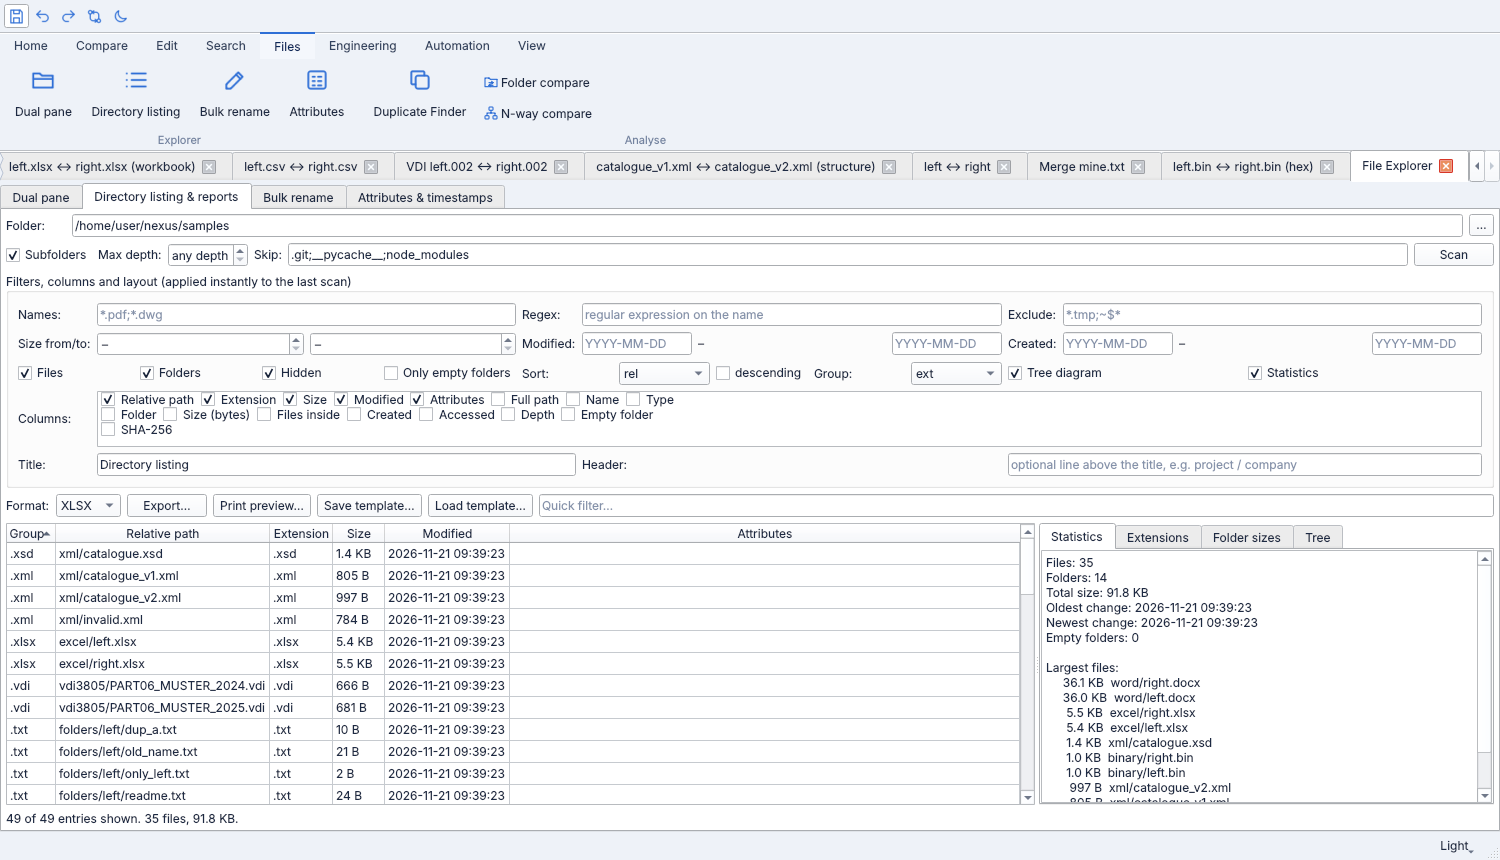 Home Compare Edit Search Files Engineering Automation View
Dual pane Directory listing Bulk rename Attributes Duplicate Finder
Folder compare
N-way compare
Explorer Analyse
left.xlsx ↔ right.xlsx (workbook) left.csv ↔ right.csv VDI left.002 ↔ right.002 catalogue_v1.xml ↔ catalogue_v2.xml (structure) left ↔ right Merge mine.txt left.bin ↔ right.bin (hex) File Explorer
Dual pane Directory listing & reports Bulk rename Attributes & timestamps
Folder: /home/user/nexus/samples ...
Subfolders Max depth: any depth Skip: .git;__pycache__;node_modules Scan
Filters, columns and layout (applied instantly to the last scan)
Names: *.pdf;*.dwg Regex: regular expression on the name Exclude: *.tmp;~$*
Size from/to: – – Modified: YYYY-MM-DD – YYYY-MM-DD Created: YYYY-MM-DD – YYYY-MM-DD
Files Folders Hidden Only empty folders Sort: rel descending Group: ext Tree diagram Statistics
Columns:
Relative path Extension Size Modified Attributes Full path Name Type
Folder Size (bytes) Files inside Created Accessed Depth Empty folder
SHA-256
Title: Directory listing Header: optional line above the title, e.g. project / company
Format: XLSX Export... Print preview... Save template... Load template... Quick filter...
Group Relative path Extension Size Modified Attributes
.xsd xml/catalogue.xsd .xsd 1.4 KB 2026-11-21 09:39:23
.xml xml/catalogue_v1.xml .xml 805 B 2026-11-21 09:39:23
.xml xml/catalogue_v2.xml .xml 997 B 2026-11-21 09:39:23
.xml xml/invalid.xml .xml 784 B 2026-11-21 09:39:23
.xlsx excel/left.xlsx .xlsx 5.4 KB 2026-11-21 09:39:23
.xlsx excel/right.xlsx .xlsx 5.5 KB 2026-11-21 09:39:23
.vdi vdi3805/PART06_MUSTER_2024.vdi .vdi 666 B 2026-11-21 09:39:23
.vdi vdi3805/PART06_MUSTER_2025.vdi .vdi 681 B 2026-11-21 09:39:23
.txt folders/left/dup_a.txt .txt 10 B 2026-11-21 09:39:23
.txt folders/left/old_name.txt .txt 21 B 2026-11-21 09:39:23
.txt folders/left/only_left.txt .txt 2 B 2026-11-21 09:39:23
.txt folders/left/readme.txt .txt 24 B 2026-11-21 09:39:23
Statistics Extensions Folder sizes Tree
Files: 35
Folders: 14
Total size: 91.8 KB
Oldest change: 2026-11-21 09:39:23
Newest change: 2026-11-21 09:39:23
Empty folders: 0
Largest files:
36.1 KB word/right.docx
36.0 KB word/left.docx
5.5 KB excel/right.xlsx
5.4 KB excel/left.xlsx
1.4 KB xml/catalogue.xsd
1.0 KB binary/right.bin
1.0 KB binary/left.bin
997 B xml/catalogue_v2.xml
805 B xml/catalogue_v1.xml
49 of 49 entries shown. 35 files, 91.8 KB.
Light